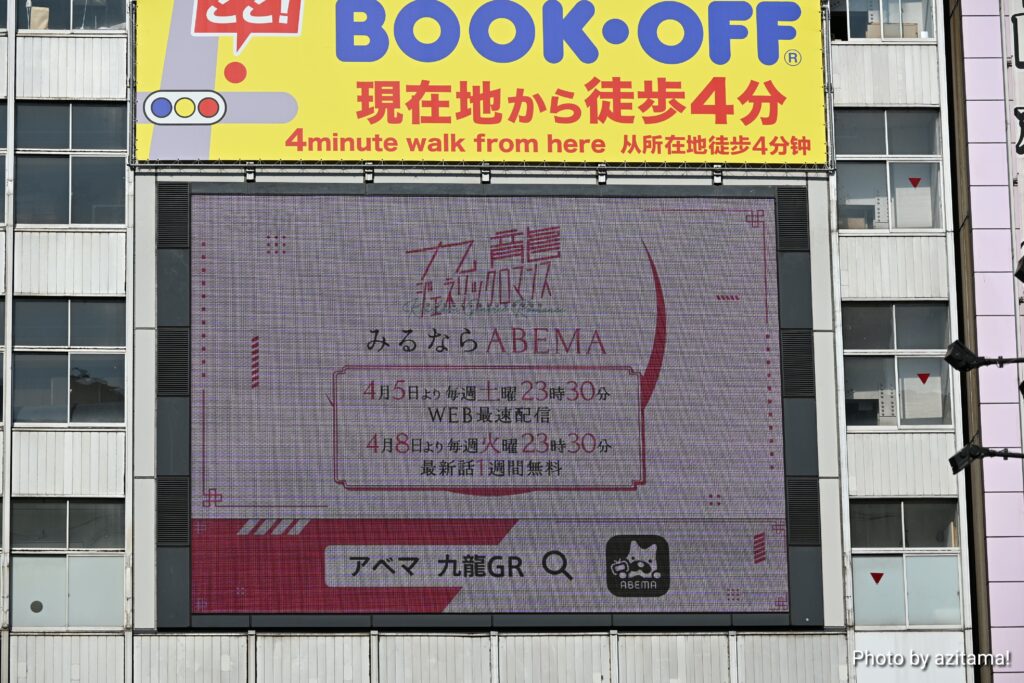 ここ!
BOOK・OFF®
現在地から徒歩4分
4minute walk from here 从所在地徒步4分钟
九龍
ジェネリックロマンス
みるならABEMA
4月5日より毎週土曜23時30分
WEB最速配信
4月8日より毎週火曜23時30分
最新話1週間無料
アベマ 九龍GR
ABEMA
Photo by azitama!